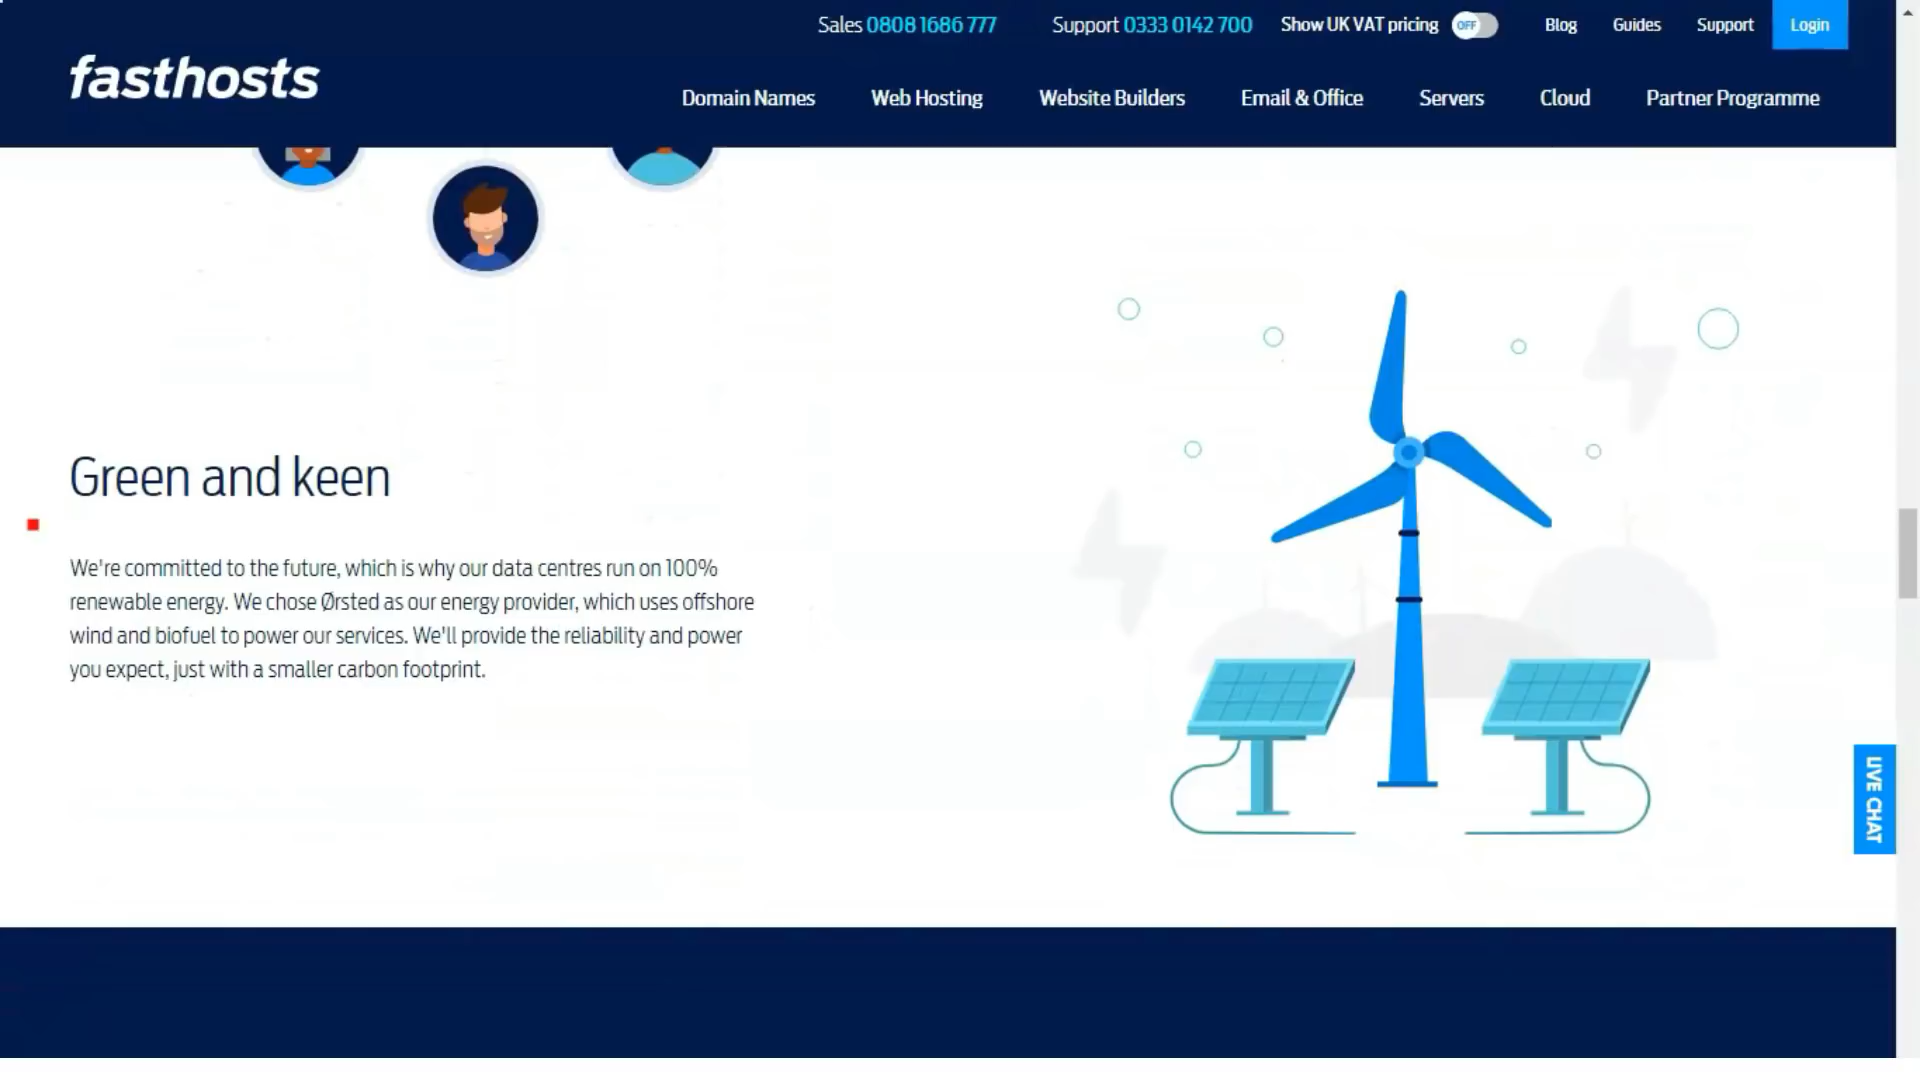 Sales 0808 1686 777 Support 0333 0142 700 Show UK VAT pricing OFF Blog Guides Support Login
fasthosts
Domain Names Web Hosting Website Builders Email & Office Servers Cloud Partner Programme
Green and keen
We're committed to the future, which is why our data centres run on 100%
renewable energy. We chose Ørsted as our energy provider, which uses offshore
wind and biofuel to power our services. We'll provide the reliability and power
you expect, just with a smaller carbon footprint.
LIVE CHAT